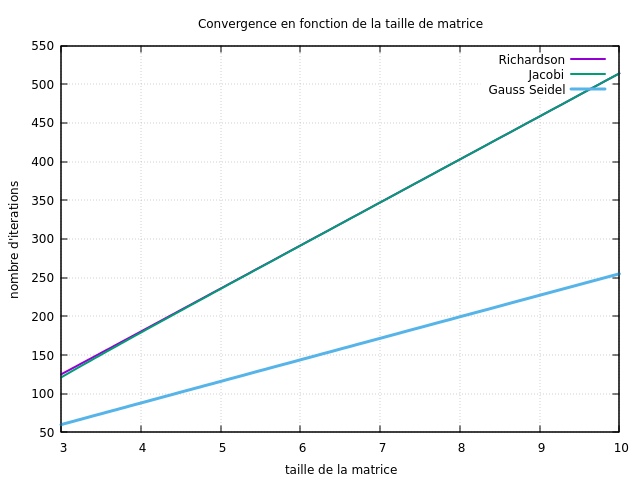 Convergence en fonction de la taille de matrice
550
500
450
400
350
300
250
200
150
100
50
nombre d'iterations
Richardson
Jacobi
Gauss Seidel
3 4 5 6 7 8 9 10
taille de la matrice